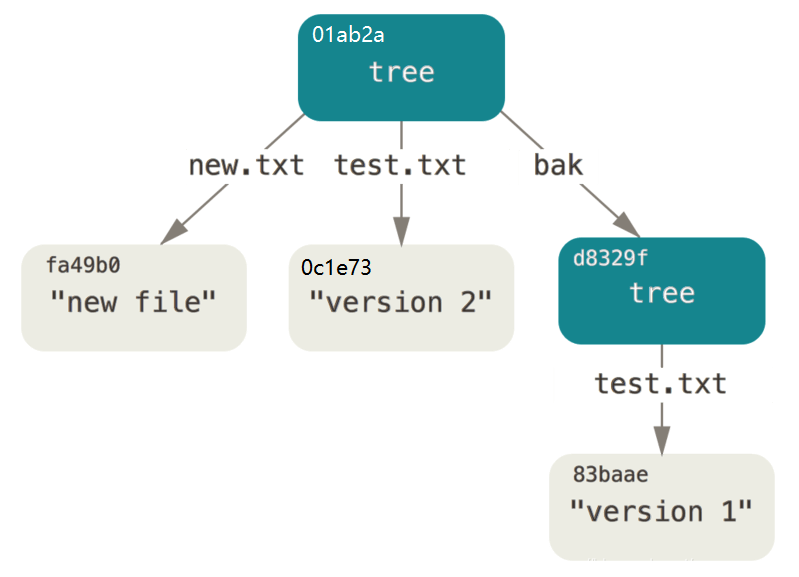 01ab2a
tree
new.txt test.txt bak
fa49b0
"new file"
0c1e73
"version 2"
d8329f
tree
test.txt
83baae
"version 1"